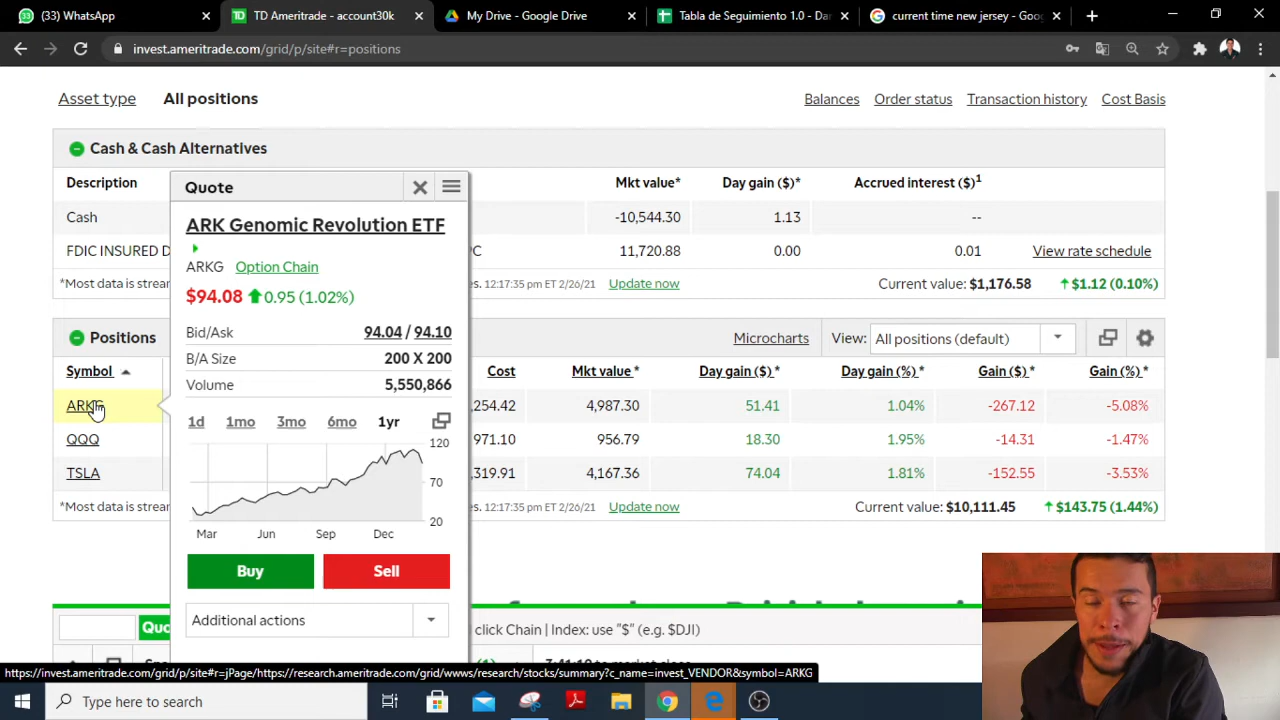 (33) WhatsApp
TD Ameritrade - account30k
My Drive - Google Drive
Tabla de Seguimiento 1.0 - Da
current time new jersey - Goo
invest.ameritrade.com/grid/p/site#r=positions
Asset type All positions
Balances Order status Transaction history Cost Basis
Cash & Cash Alternatives
Description Mkt value* Day gain ($)* Accrued interest ($)1
Cash -10,544.30 1.13 --
FDIC INSURED D PC 11,720.88 0.00 0.01 View rate schedule
*Most data is strea es. 12:17:35 pm ET 2/26/21 Update now Current value: $1,176.58 $1.12 (0.10%)
Positions Microcharts View: All positions (default)
Symbol Cost Mkt value* Day gain ($)* Day gain (%)* Gain ($)* Gain (%)*
ARKG 254.42 4,987.30 51.41 1.04% -267.12 -5.08%
QQQ 971.10 956.79 18.30 1.95% -14.31 -1.47%
TSLA ,319.91 4,167.36 74.04 1.81% -152.55 -3.53%
*Most data is strean es. 12:17:35 pm ET 2/26/21 Update now Current value: $10,111.45 $143.75 (1.44%)
Quote
ARK Genomic Revolution ETF
ARKG Option Chain
$94.08 0.95 (1.02%)
Bid/Ask 94.04 / 94.10
B/A Size 200 X 200
Volume 5,550,866
1d 1mo 3mo 6mo 1yr
120
70
20
Mar Jun Sep Dec
Buy Sell
Additional actions
Quo click Chain | Index: use "$" (e.g. $DJI)
https://invest.ameritrade.com/grid/p/site#r=jPage/https://research.ameritrade.com/grid/wwws/research/stocks/summary?c_name=invest_VENDOR&symbol=ARKG
Type here to search